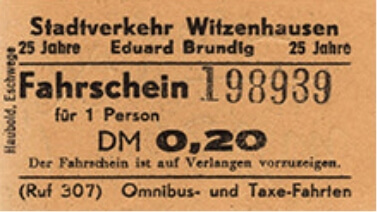 Stadtverkehr Witzenhausen
25 Jahre Eduard Brundig 25 Jahre
Fahrschein 198939
für 1 Person
DM 0,20
Der Fahrschein ist auf Verlangen vorzuzeigen.
(Ruf 307) Omnibus- und Taxe-Fahrten
Haubold, Eschwege